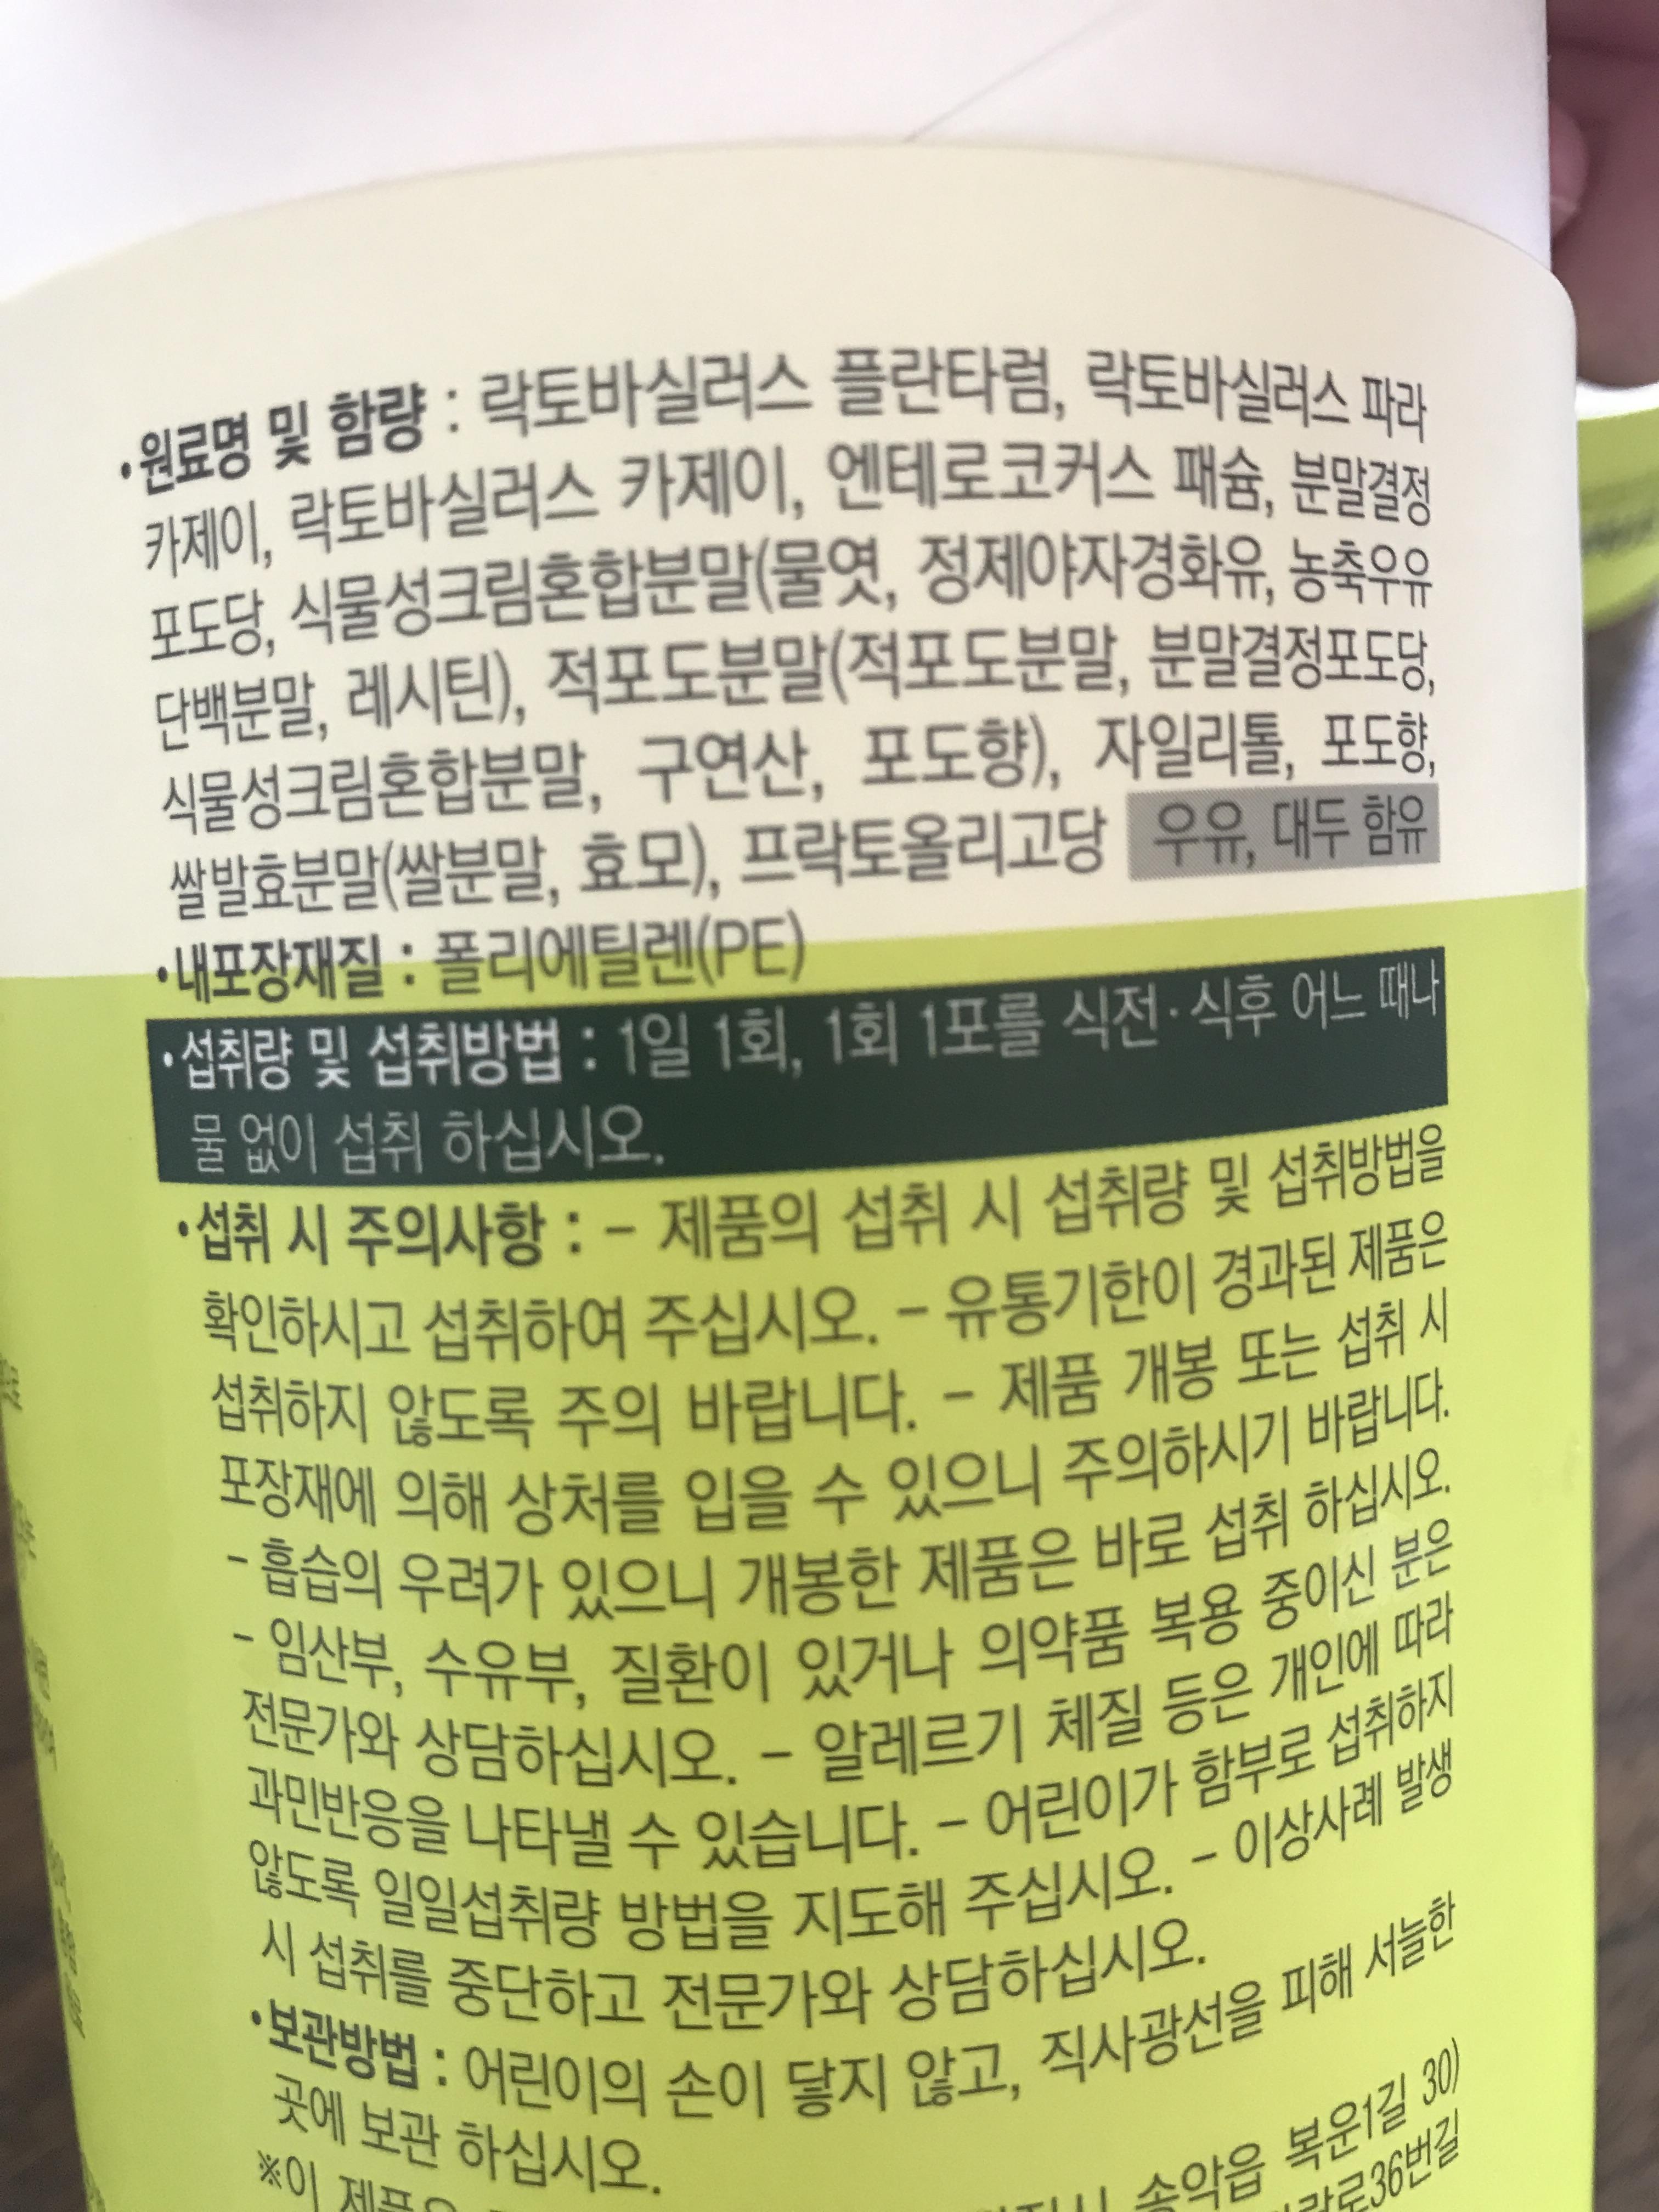 •원료명 및 함량 : 락토바실러스 플란타럼, 락토바실러스 파라
카제이, 락토바실러스 카제이, 엔테로코커스 패슘, 분말결정
포도당, 식물성크림혼합분말(물엿, 정제야자경화유, 농축우유
단백분말, 레시틴), 적포도분말(적포도분말, 분말결정포도당,
식물성크림혼합분말, 구연산, 포도향), 자일리톨, 포도향,
쌀발효분말(쌀분말, 효모), 프락토올리고당 우유, 대두 함유
•내포장재질 : 폴리에틸렌(PE)
•섭취량 및 섭취방법 : 1일 1회, 1회 1포를 식전·식후 어느 때나
물 없이 섭취 하십시오.
•섭취 시 주의사항 : – 제품의 섭취 시 섭취량 및 섭취방법을
확인하시고 섭취하여 주십시오. – 유통기한이 경과된 제품은
섭취하지 않도록 주의 바랍니다. – 제품 개봉 또는 섭취 시
포장재에 의해 상처를 입을 수 있으니 주의하시기 바랍니다.
– 흡습의 우려가 있으니 개봉한 제품은 바로 섭취 하십시오.
– 임산부, 수유부, 질환이 있거나 의약품 복용 중이신 분은
전문가와 상담하십시오. – 알레르기 체질 등은 개인에 따라
과민반응을 나타낼 수 있습니다. – 어린이가 함부로 섭취하지
않도록 일일섭취량 방법을 지도해 주십시오. – 이상사례 발생
시 섭취를 중단하고 전문가와 상담하십시오.
•보관방법 : 어린이의 손이 닿지 않고, 직사광선을 피해 서늘한
곳에 보관 하십시오.
※이 제품은
송악읍 복운1길 30)
36번길